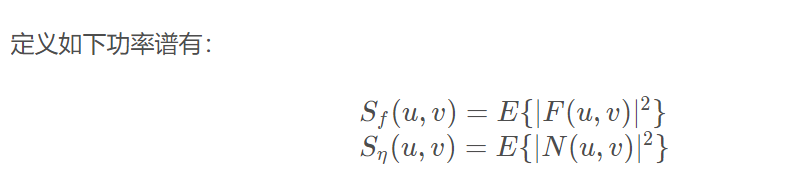 定义如下功率谱有：
S_f(u, v) = E{|F(u, v)|²}
S_η(u, v) = E{|N(u, v)|²}